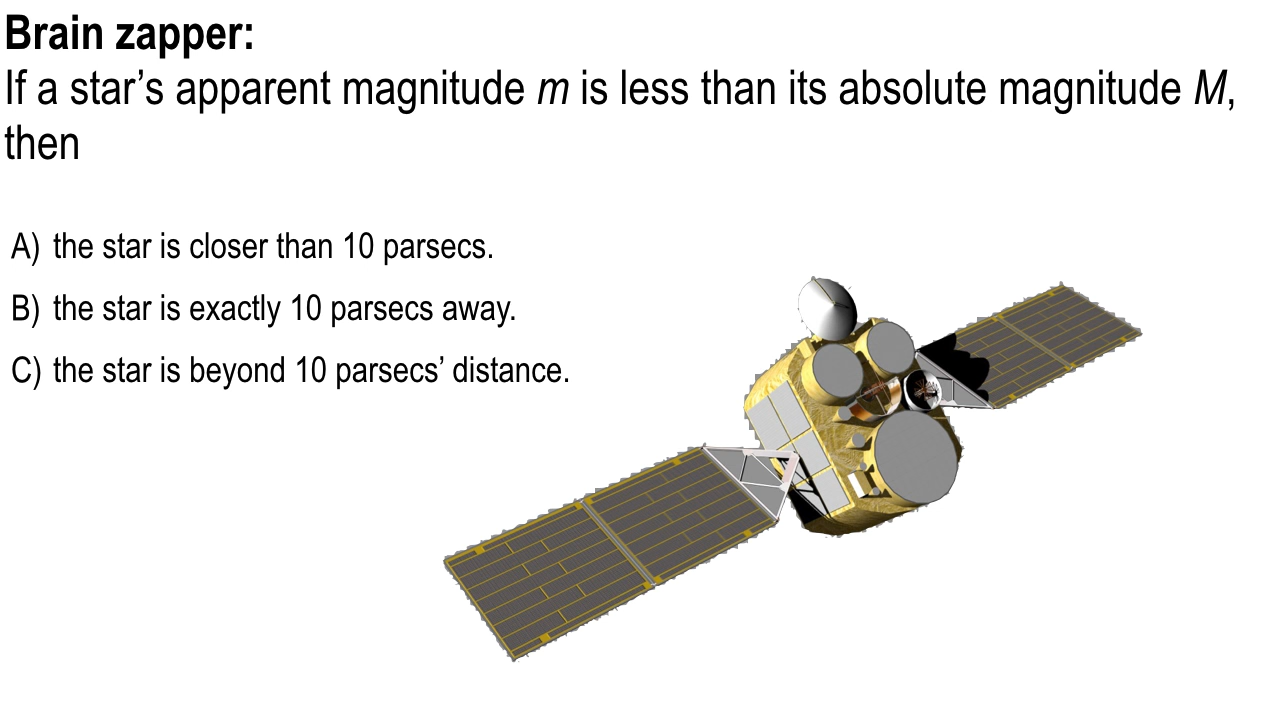 Brain zapper:
If a star’s apparent magnitude m is less than its absolute magnitude M,
then
A) the star is closer than 10 parsecs.
B) the star is exactly 10 parsecs away.
C) the star is beyond 10 parsecs’ distance.